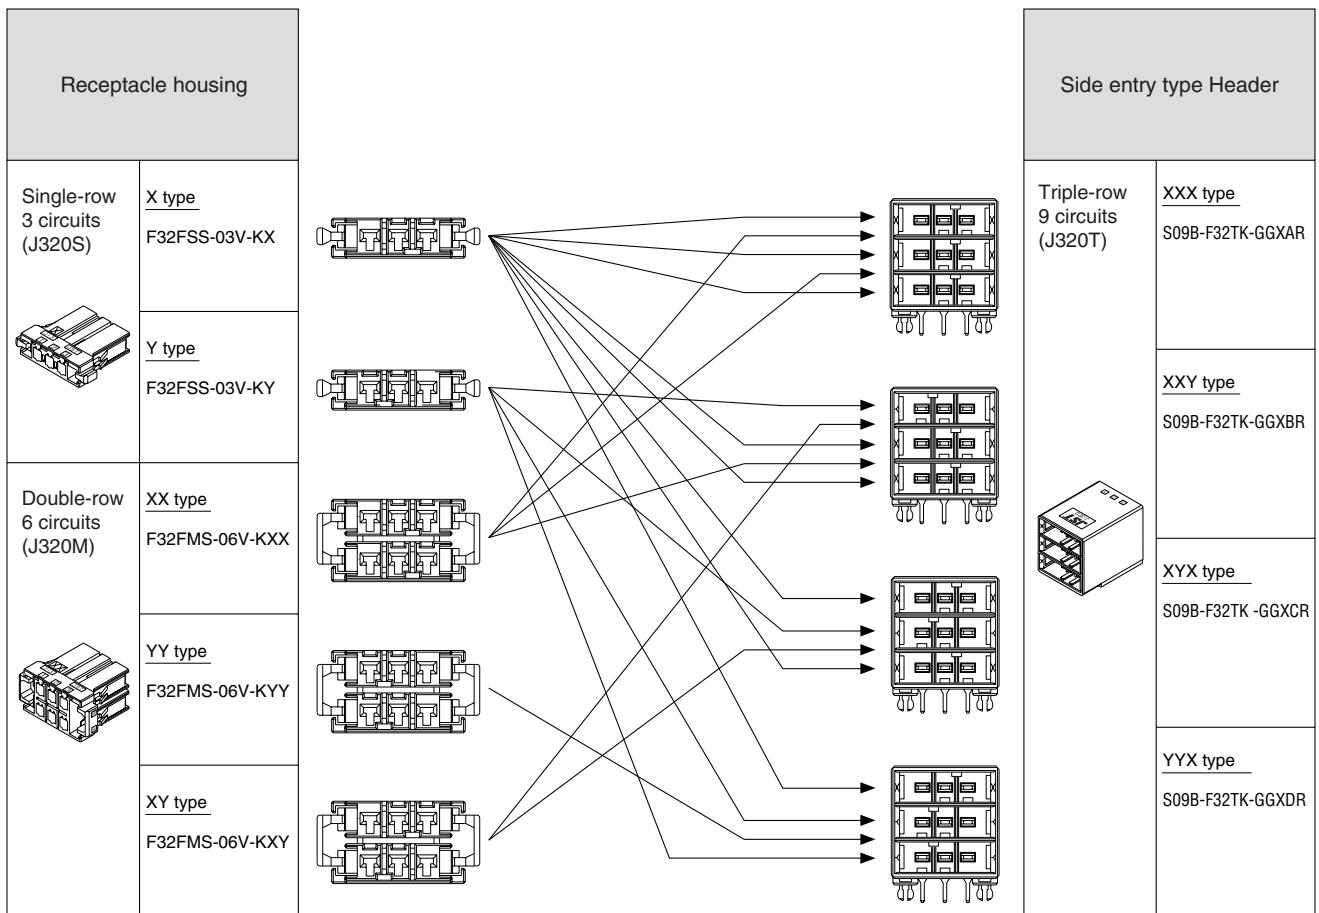 Receptacle housing
Side entry type Header
Single-row
3 circuits
(J320S)
X type
F32FSS-03V-KX
Y type
F32FSS-03V-KY
Double-row
6 circuits
(J320M)
XX type
F32FMS-06V-KXX
YY type
F32FMS-06V-KYY
XY type
F32FMS-06V-KXY
Triple-row
9 circuits
(J320T)
XXX type
S09B-F32TK-GGXAR
XXY type
S09B-F32TK-GGXBR
JST
XYX type
S09B-F32TK -GGXCR
YYX type
S09B-F32TK-GGXDR